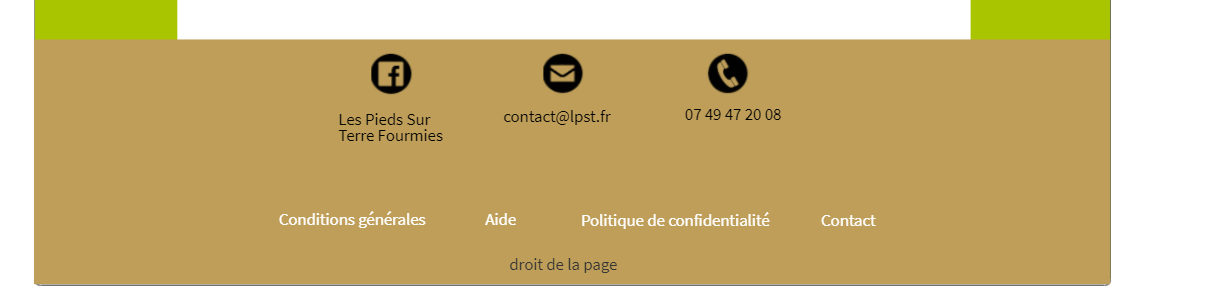 Les Pieds Sur
Terre Fourmies
contact@lpst.fr
07 49 47 20 08
Conditions générales
Aide
Politique de confidentialité
Contact
droit de la page